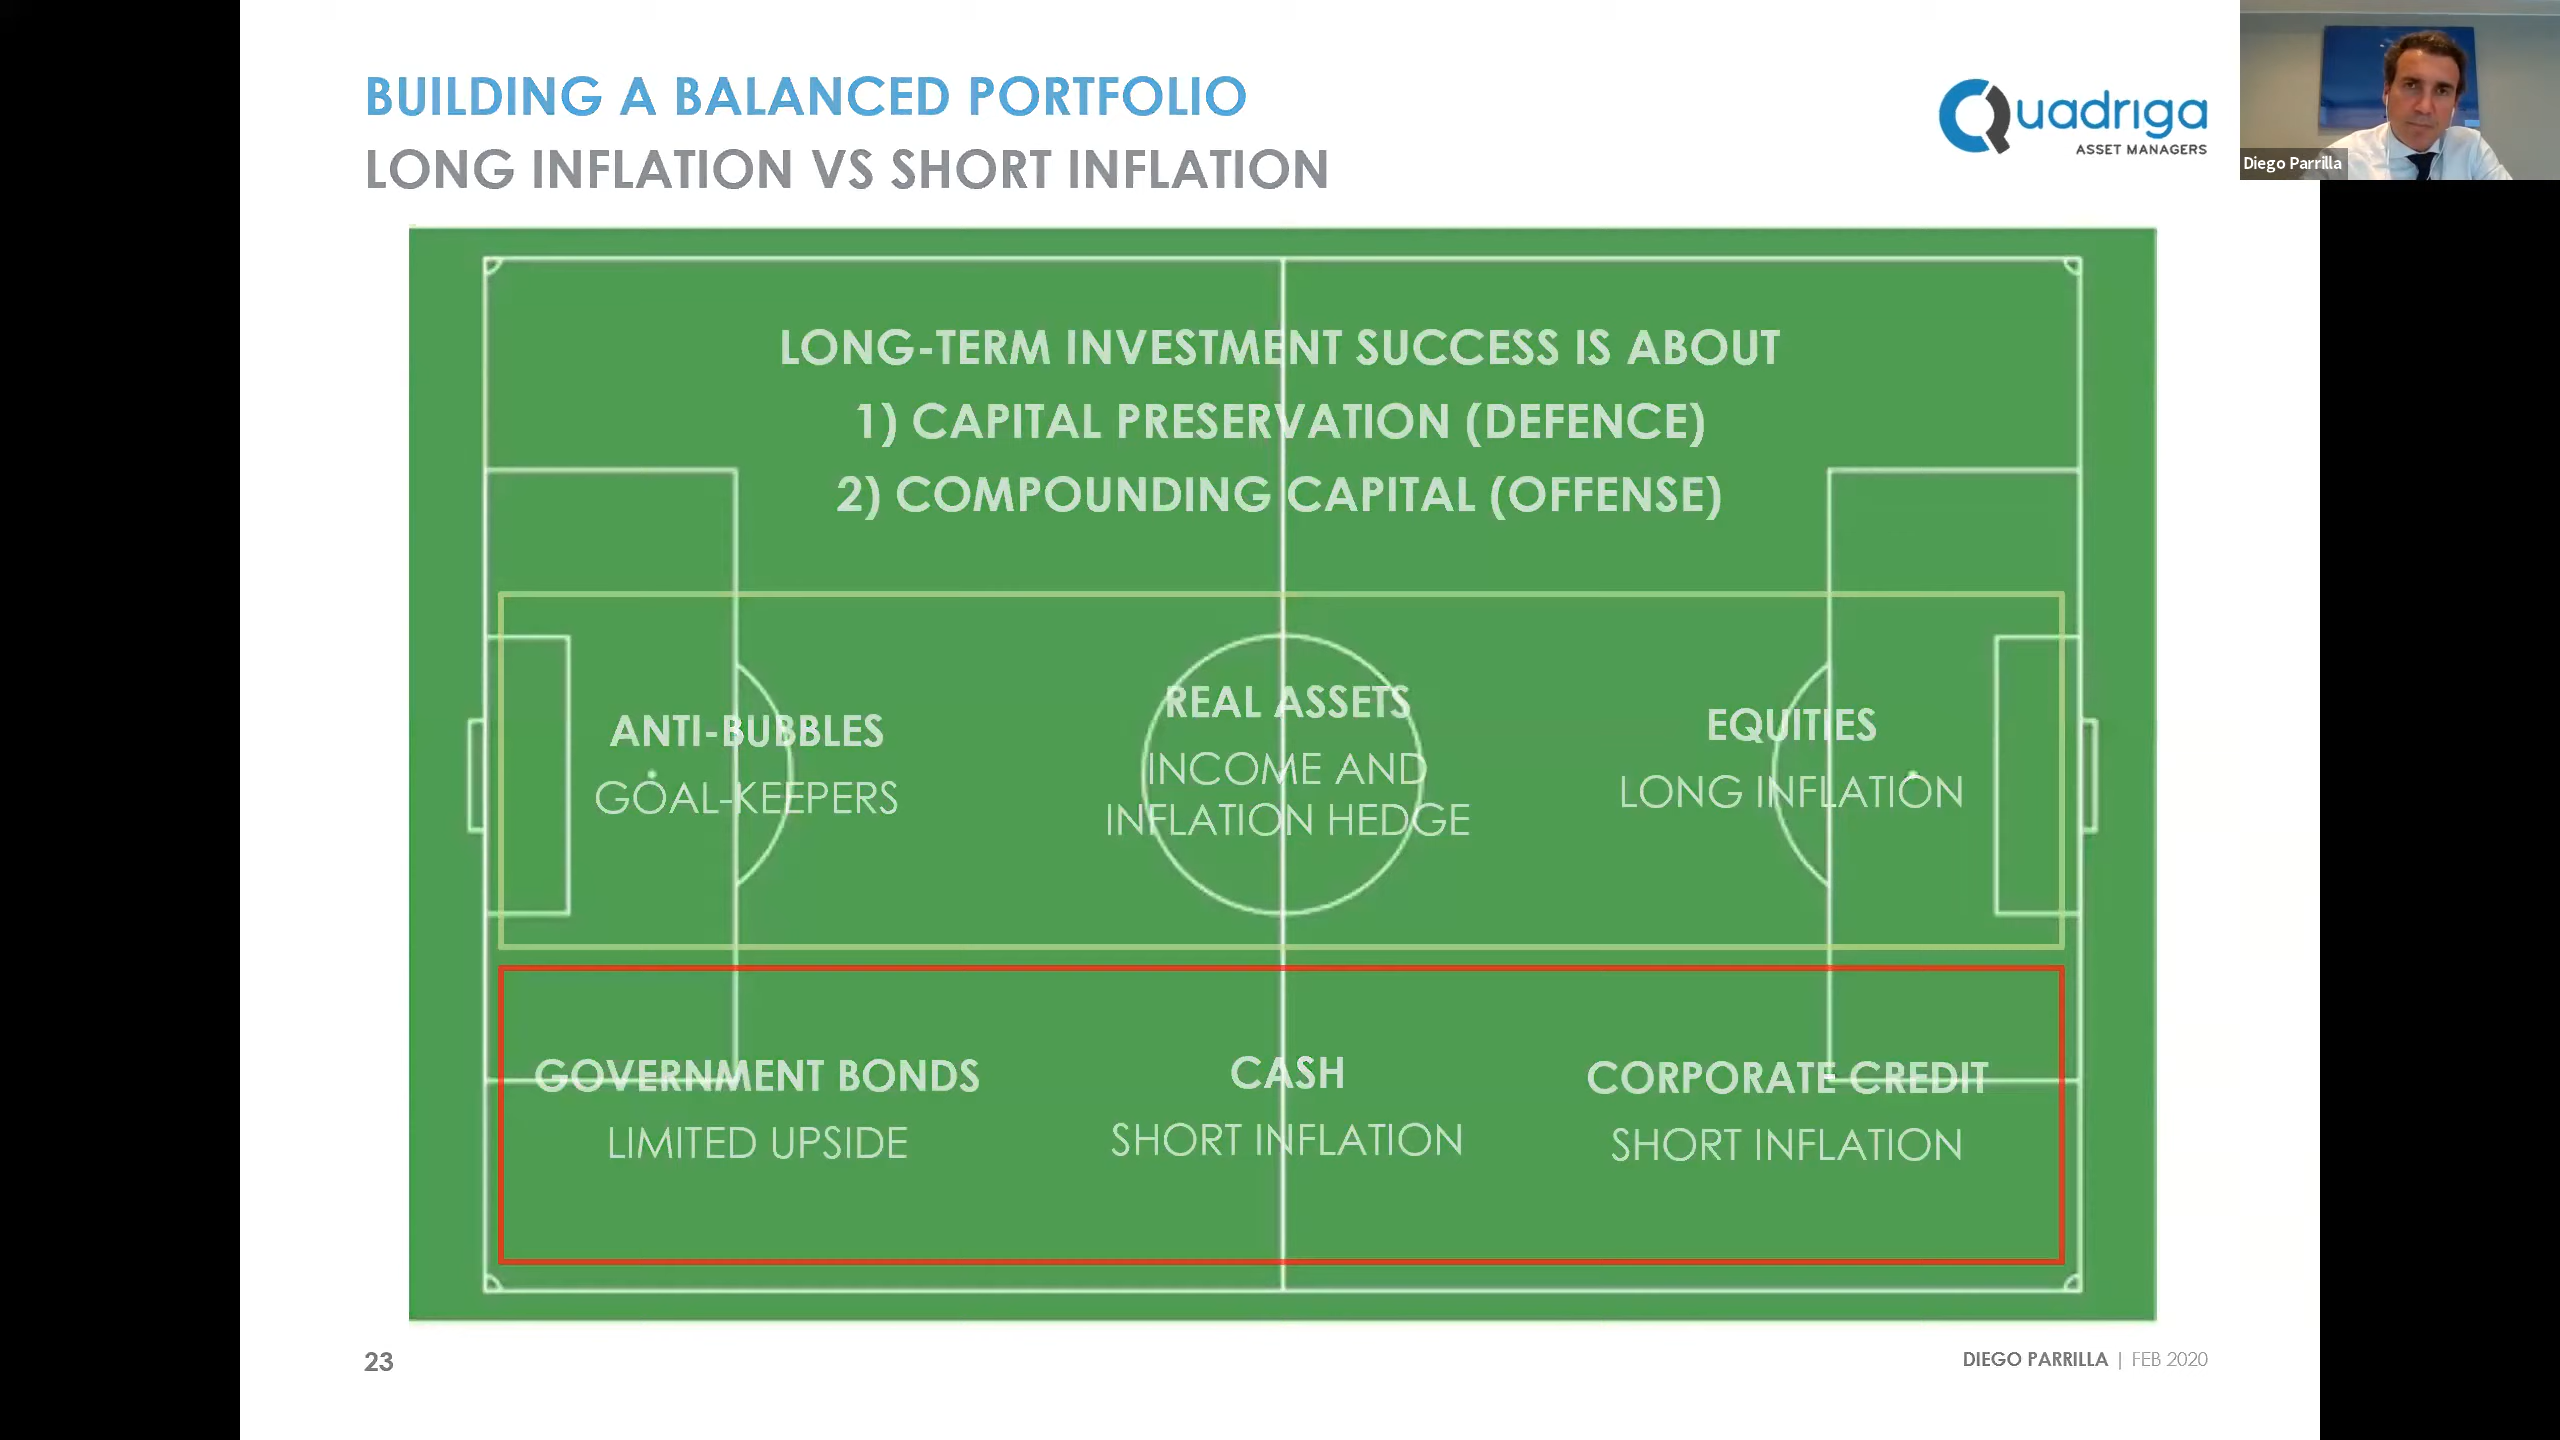 BUILDING A BALANCED PORTFOLIO
LONG INFLATION VS SHORT INFLATION
Quadriga
ASSET MANAGERS
Diego Parrilla
LONG-TERM INVESTMENT SUCCESS IS ABOUT
1) CAPITAL PRESERVATION (DEFENCE)
2) COMPOUNDING CAPITAL (OFFENSE)
ANTI-BUBBLES
GOAL-KEEPERS
REAL ASSETS
INCOME AND
INFLATION HEDGE
EQUITIES
LONG INFLATION
GOVERNMENT BONDS
LIMITED UPSIDE
CASH
SHORT INFLATION
CORPORATE CREDIT
SHORT INFLATION
23
DIEGO PARRILLA | FEB 2020